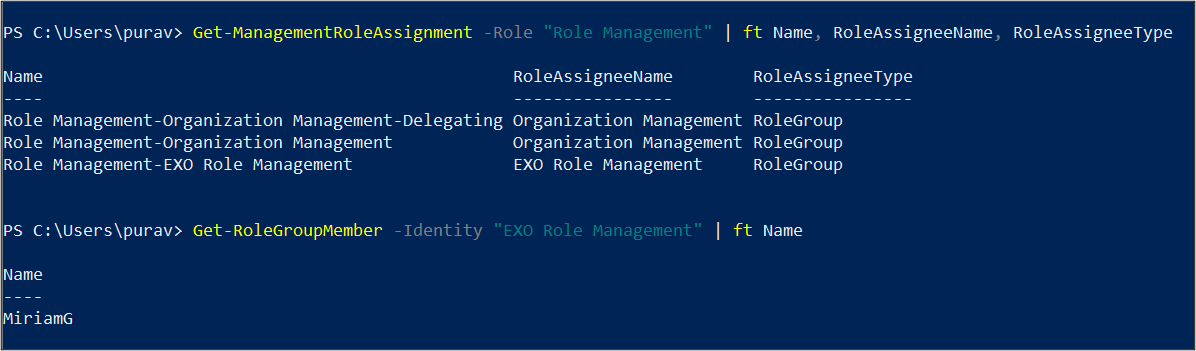 PS C:\Users\purav> Get-ManagementRoleAssignment -Role "Role Management" | ft Name, RoleAssigneeName, RoleAssigneeType
Name RoleAssigneeName RoleAssigneeType
---- ---------------- ----------------
Role Management-Organization Management-Delegating Organization Management RoleGroup
Role Management-Organization Management Organization Management RoleGroup
Role Management-EXO Role Management EXO Role Management RoleGroup
PS C:\Users\purav> Get-RoleGroupMember -Identity "EXO Role Management" | ft Name
Name
----
MiriamG